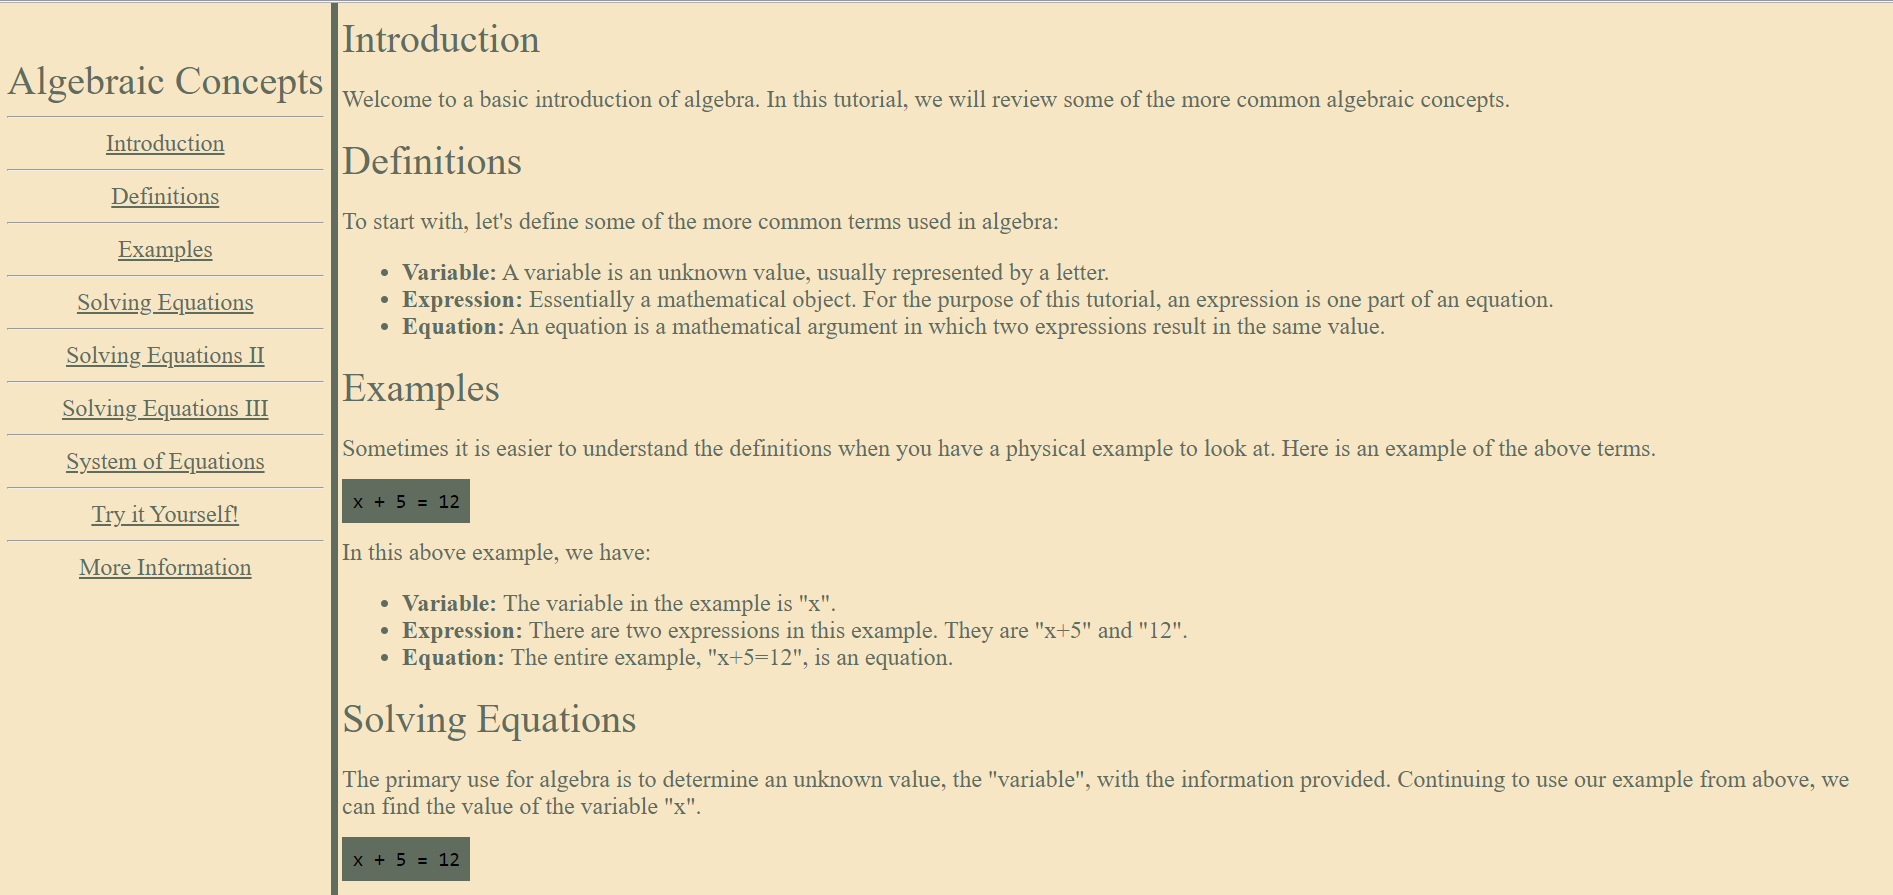 Algebraic Concepts
Introduction
Definitions
Examples
Solving Equations
Solving Equations II
Solving Equations III
System of Equations
Try it Yourself!
More Information
Introduction
Welcome to a basic introduction of algebra. In this tutorial, we will review some of the more common algebraic concepts.
Definitions
To start with, let's define some of the more common terms used in algebra:
• Variable: A variable is an unknown value, usually represented by a letter.
• Expression: Essentially a mathematical object. For the purpose of this tutorial, an expression is one part of an equation.
• Equation: An equation is a mathematical argument in which two expressions result in the same value.
Examples
Sometimes it is easier to understand the definitions when you have a physical example to look at. Here is an example of the above terms.
x + 5 = 12
In this above example, we have:
• Variable: The variable in the example is "x".
• Expression: There are two expressions in this example. They are "x+5" and "12".
• Equation: The entire example, "x+5=12", is an equation.
Solving Equations
The primary use for algebra is to determine an unknown value, the "variable", with the information provided. Continuing to use our example from above, we
can find the value of the variable "x".
x + 5 = 12